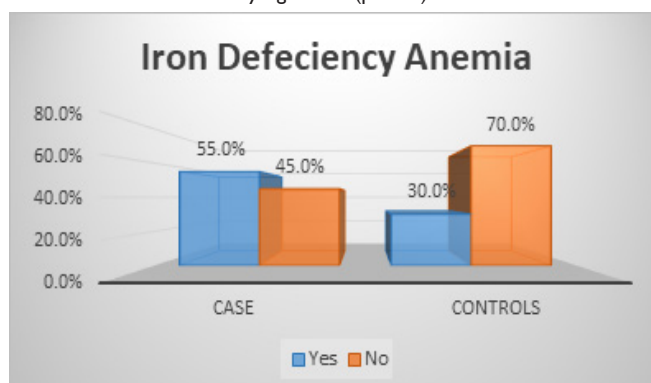 Iron Defeciency Anemia
80.0%
60.0%
40.0%
20.0%
0.0%
55.0%
45.0%
30.0%
70.0%
CASE
CONTROLS
Yes No